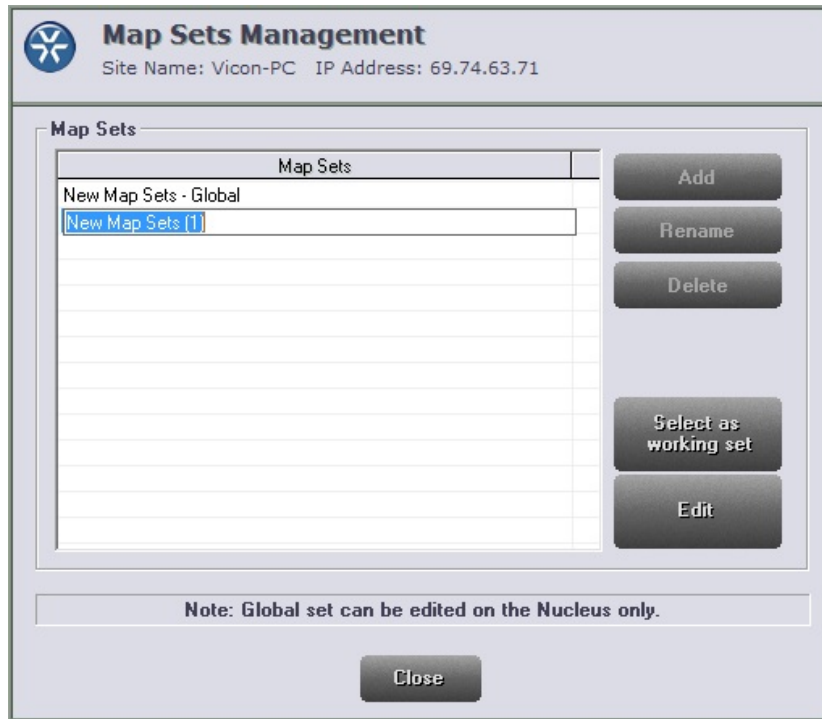 Map Sets Management
Site Name: Vicon-PC IP Address: 69.74.63.71
Map Sets
Map Sets
New Map Sets - Global
New Map Sets (1)
Add
Rename
Delete
Select as
working set
Edit
Note: Global set can be edited on the Nucleus only.
Close